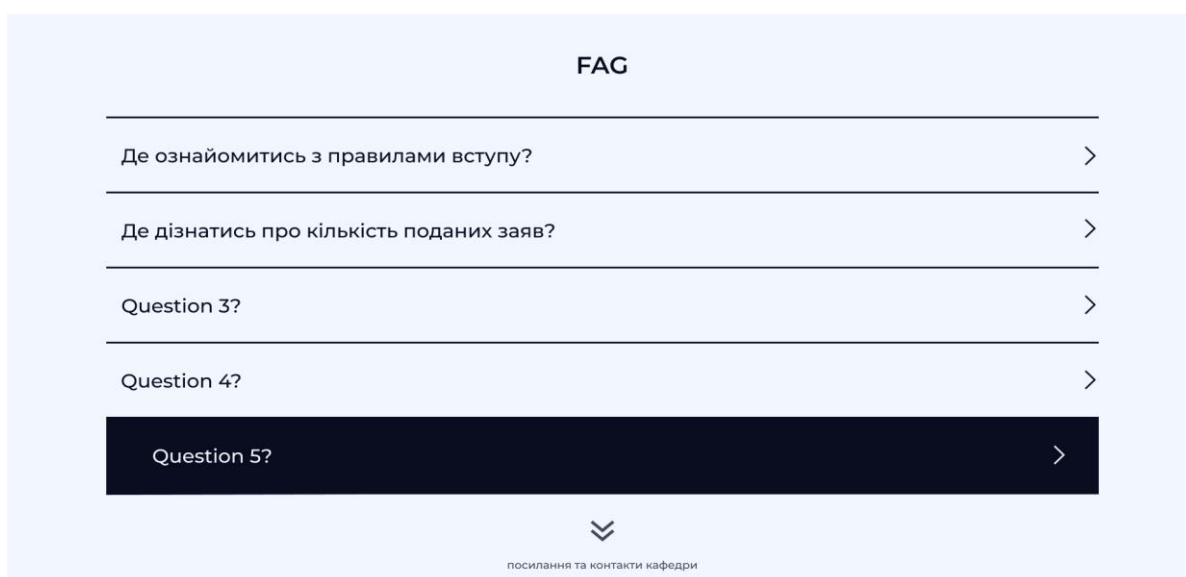 FAG
Де ознайомитись з правилами вступу?
Де дізнатись про кількість поданих заяв?
Question 3?
Question 4?
Question 5?
посилання та контакти кафедри